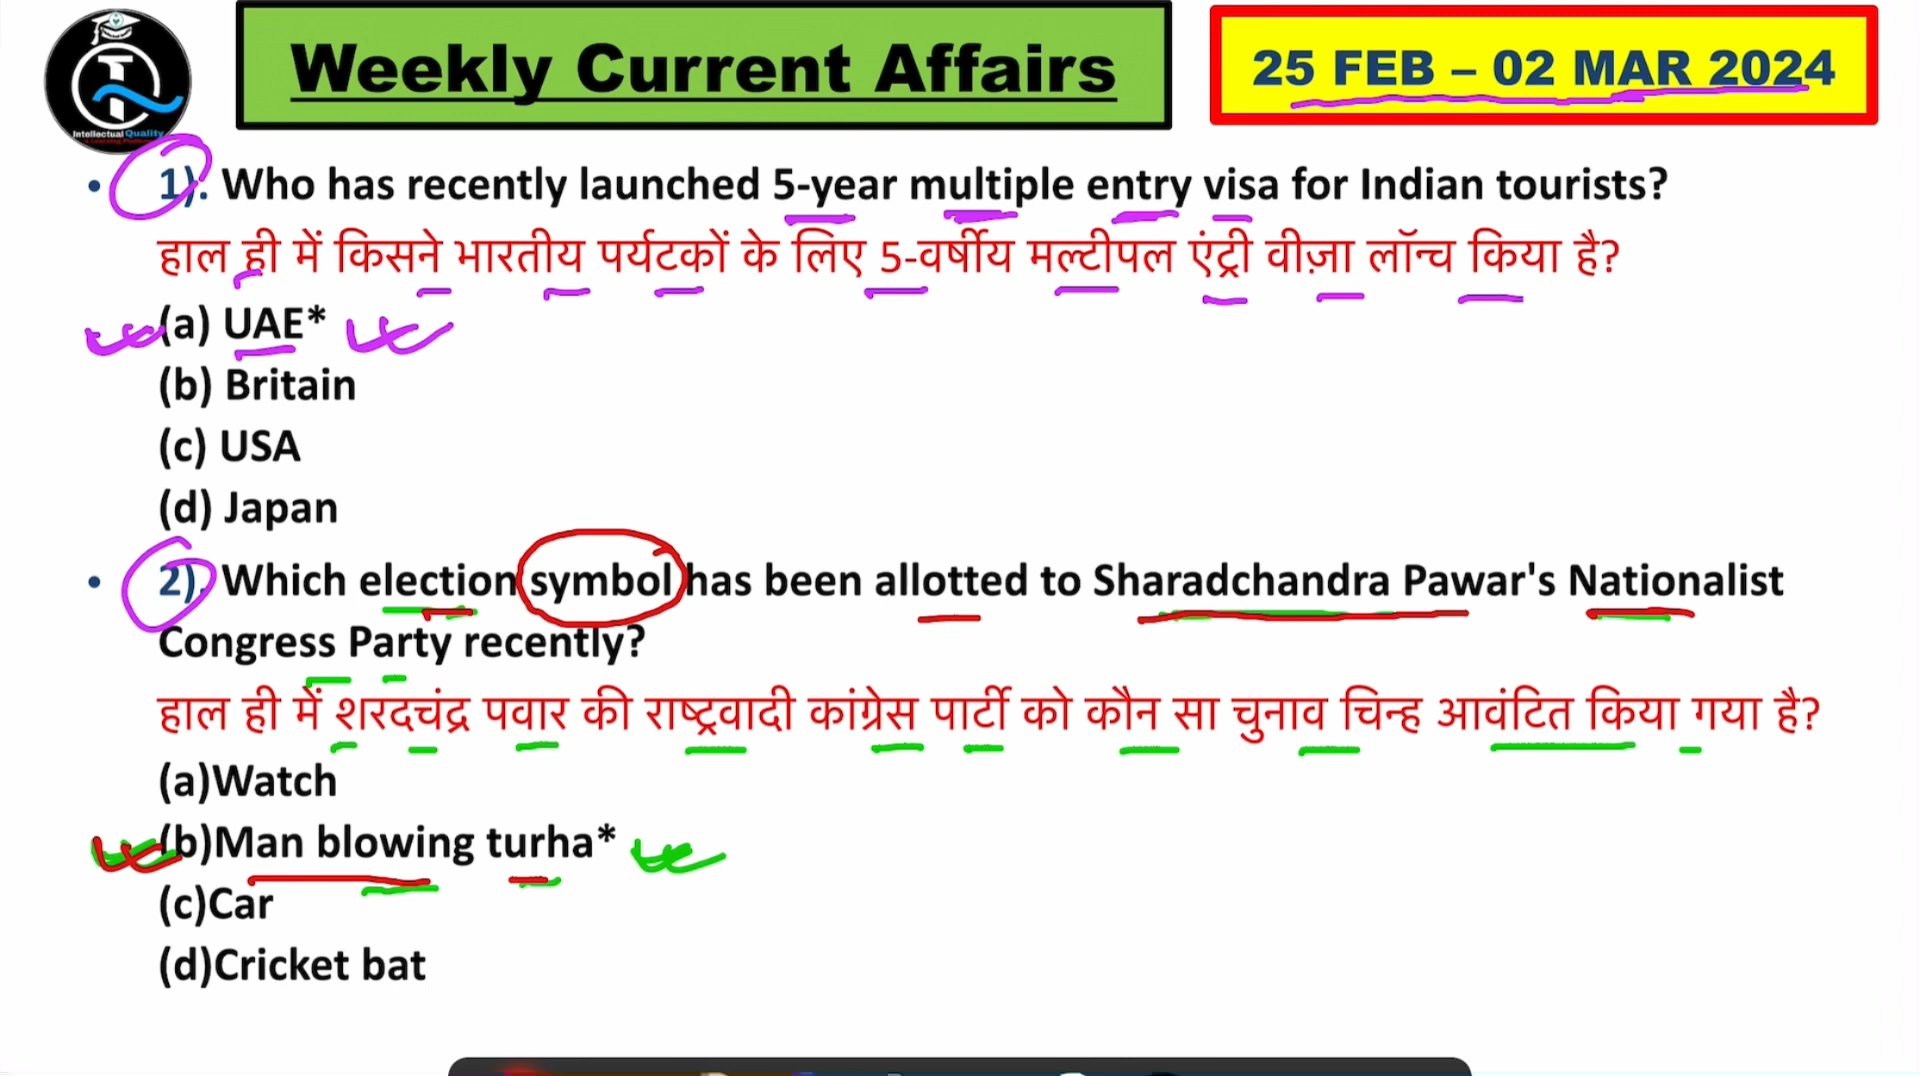 Weekly Current Affairs
25 FEB – 02 MAR 2024
Intellectual Quality
• 1). Who has recently launched 5-year multiple entry visa for Indian tourists?
हाल ही में किसने भारतीय पर्यटकों के लिए 5-वर्षीय मल्टीपल एंट्री वीज़ा लॉन्च किया है?
(a) UAE*
(b) Britain
(c) USA
(d) Japan
• 2). Which election symbol has been allotted to Sharadchandra Pawar's Nationalist
Congress Party recently?
हाल ही में शरदचंद्र पवार की राष्ट्रवादी कांग्रेस पार्टी को कौन सा चुनाव चिन्ह आवंटित किया गया है?
(a)Watch
(b)Man blowing turha*
(c)Car
(d)Cricket bat